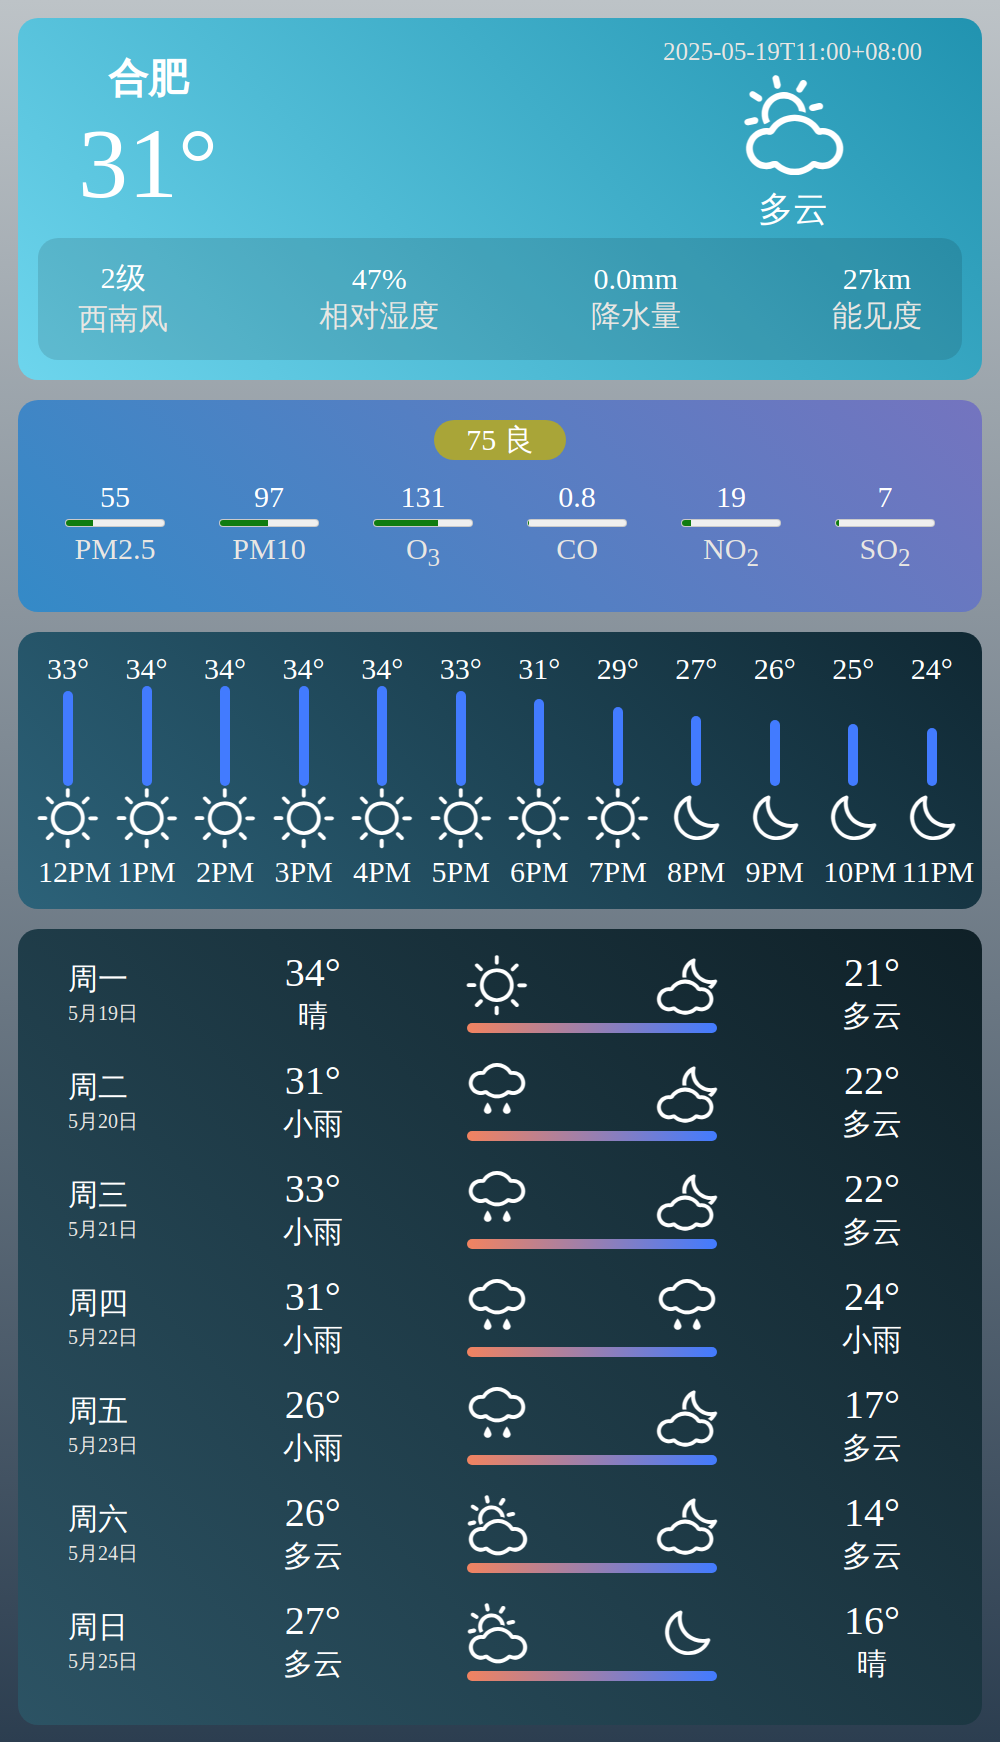 合肥
31°
2025-05-19T11:00+08:00
多云
2级 47% 0.0mm 27km
西南风 相对湿度 降水量 能见度
75 良
55 97 131 0.8 19 7
PM2.5 PM10 O3 CO NO2 SO2
33° 34° 34° 34° 34° 33° 31° 29° 27° 26° 25° 24°
12PM 1PM 2PM 3PM 4PM 5PM 6PM 7PM 8PM 9PM 10PM 11PM
周一 34° 21°
5月19日 晴 多云
周二 31° 22°
5月20日 小雨 多云
周三 33° 22°
5月21日 小雨 多云
周四 31° 24°
5月22日 小雨 小雨
周五 26° 17°
5月23日 小雨 多云
周六 26° 14°
5月24日 多云 多云
周日 27° 16°
5月25日 多云 晴